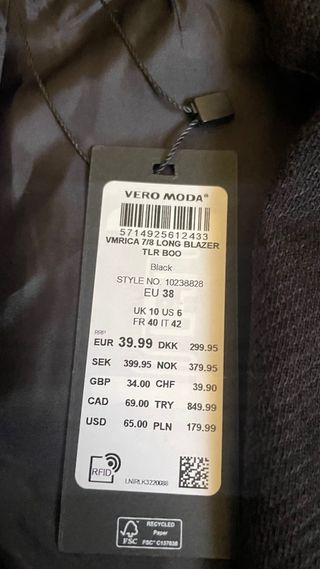 VERO MODA®
5714925612433
VMRICA 7/8 LONG BLAZER
TLR BOO
Black
STYLE NO. 10238828
EU 38
UK 10 US 6
FR 40 IT 42
RRP
EUR 39.99 DKK 299.95
SEK 399.95 NOK 379.95
GBP 34.00 CHF 39.90
CAD 69.00 TRY 849.99
USD 65.00 PLN 179.99
RFID
FSC
RECYCLED
Paper
FSC® C157838